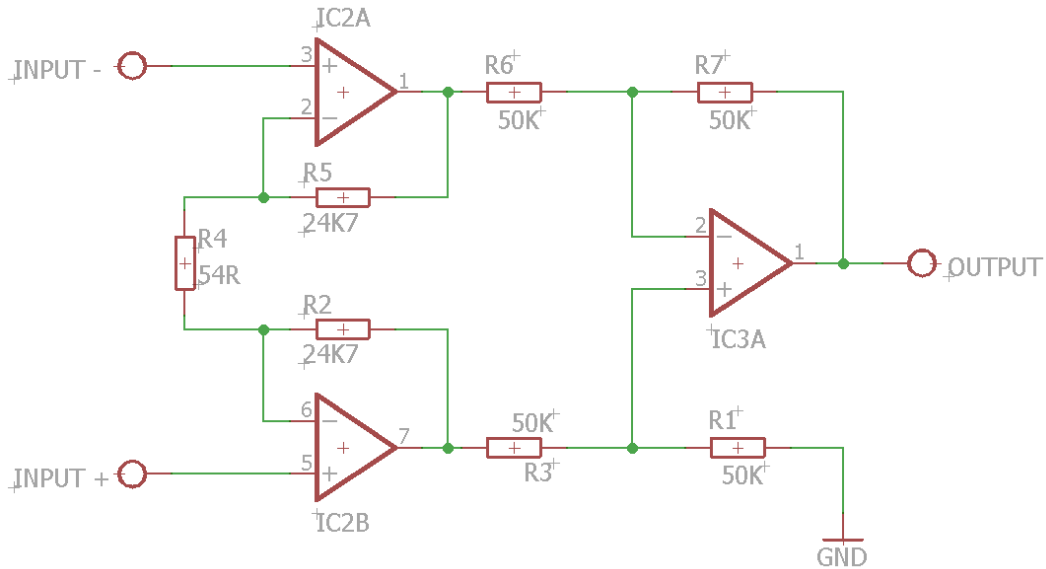 IC2A
INPUT -
3
1
2
R6
50K
R7
50K
R5
24K7
R4
54R
2
3
1
OUTPUT
IC3A
R2
24K7
6
7
5
50K
R3
R1
50K
INPUT +
IC2B
GND